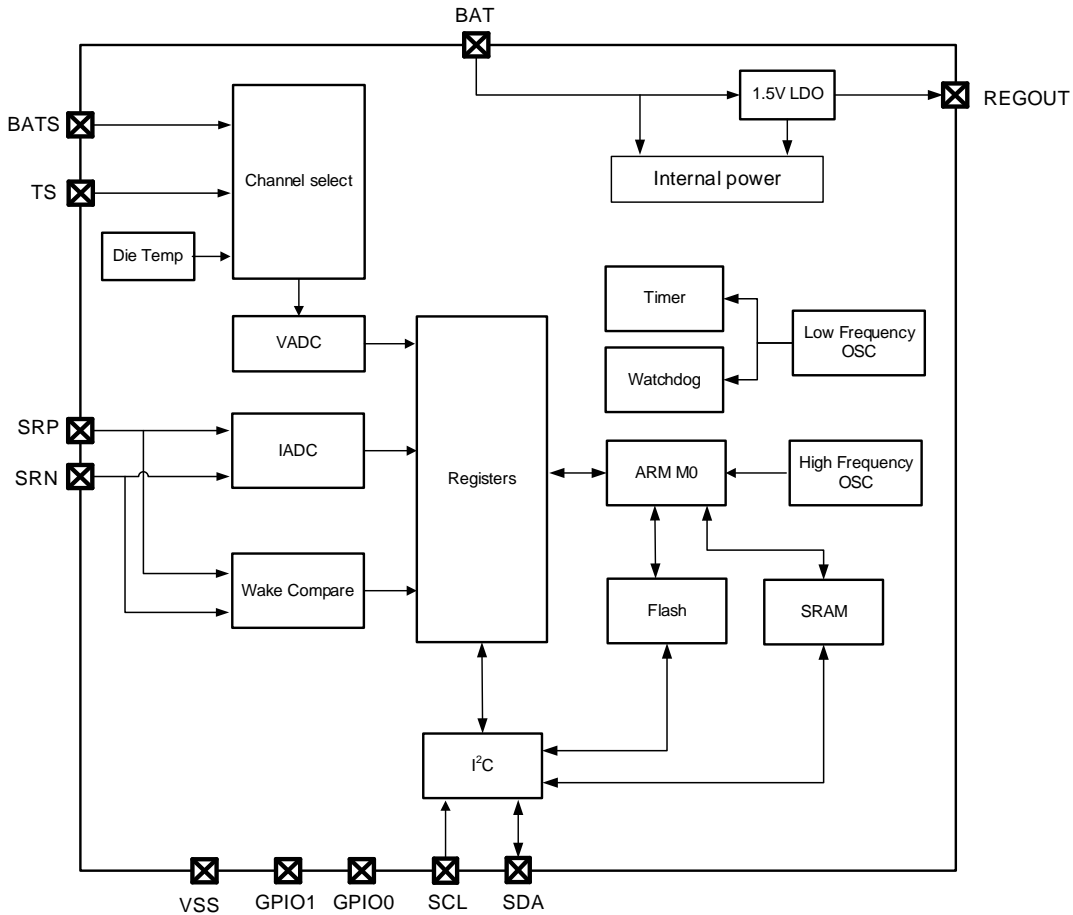 BAT
1.5V LDO
REGOUT
BATS
Channel select
Internal power
TS
Die Temp
Timer
Low Frequency
OSC
VADC
Watchdog
SRP
IADC
Registers
ARM M0
High Frequency
OSC
SRN
Wake Compare
Flash
SRAM
I²C
VSS
GPIO1
GPIO0
SCL
SDA